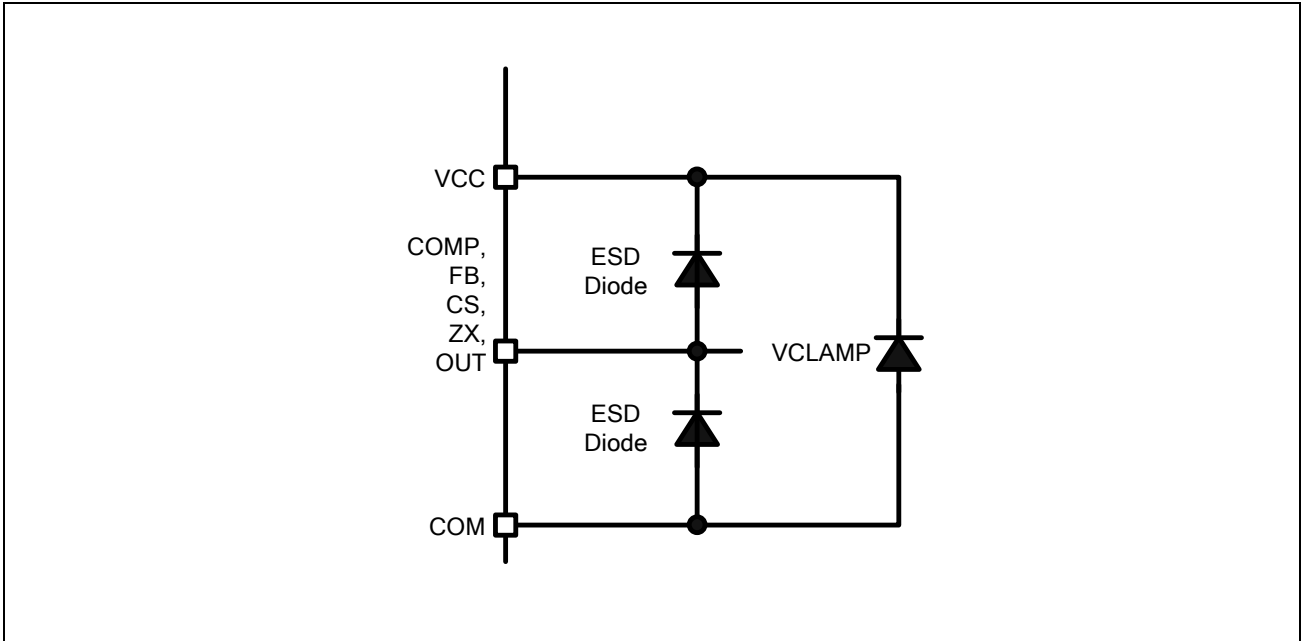 VCC
COMP,
FB,
CS,
ZX,
OUT
ESD
Diode
VCLAMP
ESD
Diode
COM